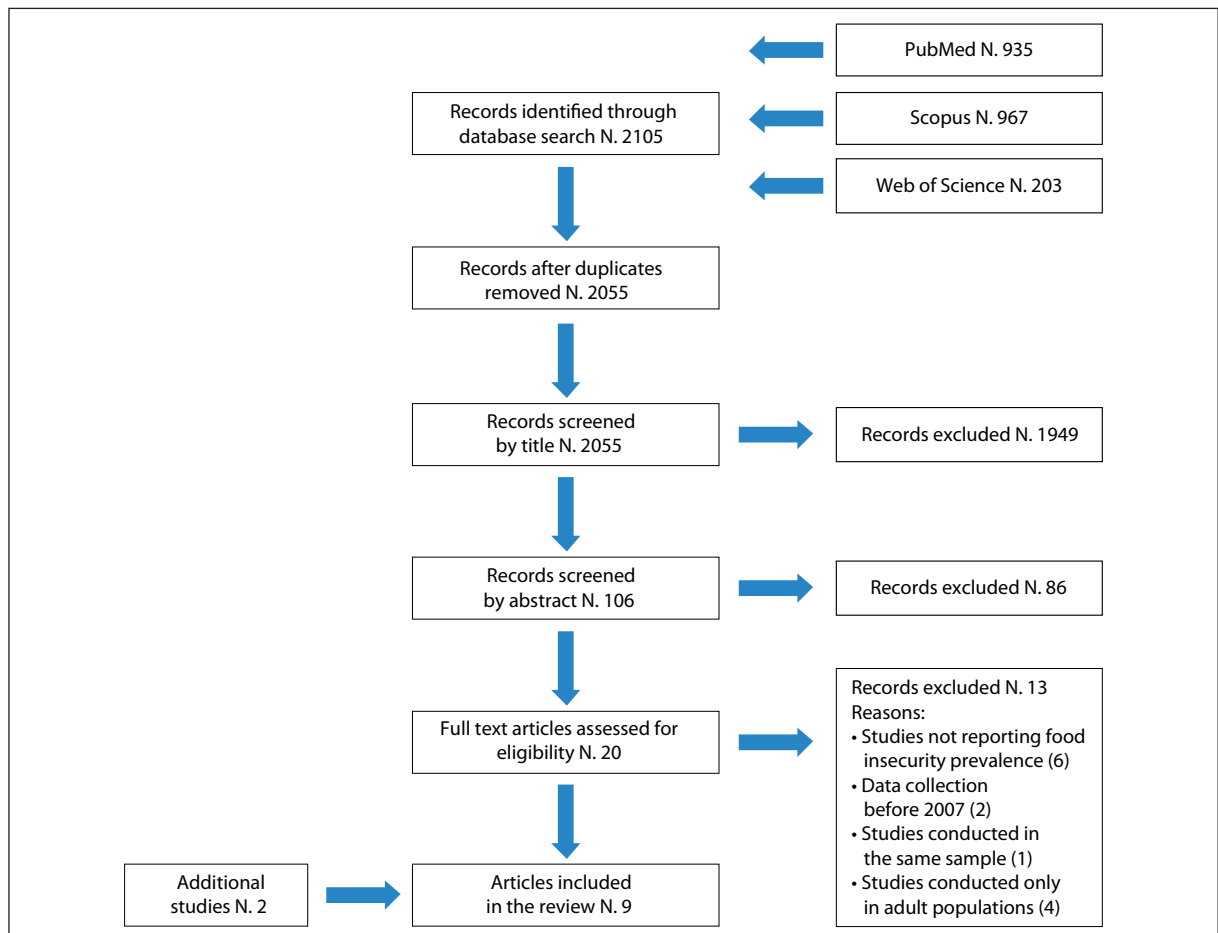 PubMed N. 935
Records identified through
database search N. 2105
Scopus N. 967
Web of Science N. 203
Records after duplicates
removed N. 2055
Records screened
by title N. 2055
Records excluded N. 1949
Records screened
by abstract N. 106
Records excluded N. 86
Full text articles assessed for
eligibility N. 20
Records excluded N. 13
Reasons:
• Studies not reporting food
insecurity prevalence (6)
• Data collection
before 2007 (2)
• Studies conducted in
the same sample (1)
• Studies conducted only
in adult populations (4)
Additional
studies N. 2
Articles included
in the review N. 9